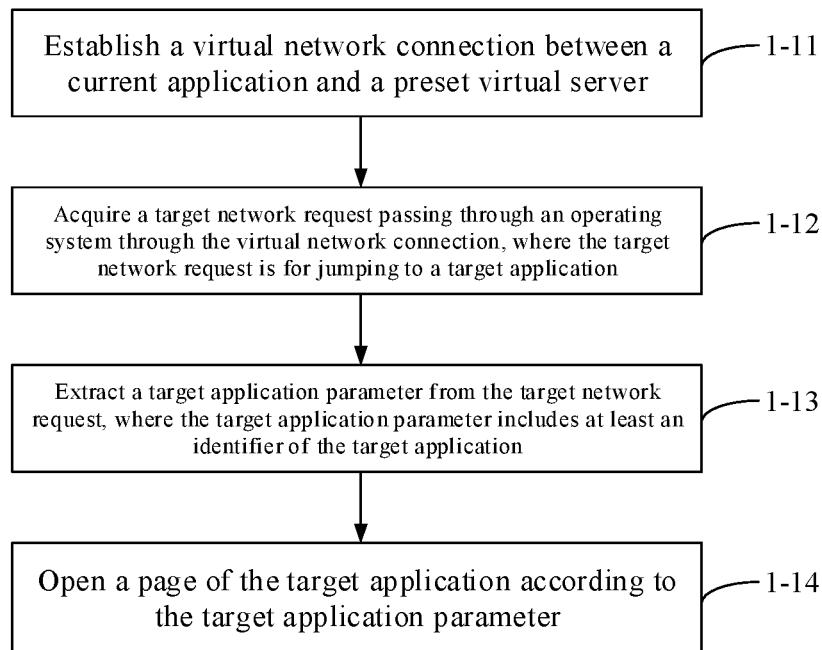 Establish a virtual network connection between a
current application and a preset virtual server
1-11
Acquire a target network request passing through an operating
system through the virtual network connection, where the target
network request is for jumping to a target application
1-12
Extract a target application parameter from the target network
request, where the target application parameter includes at least an
identifier of the target application
1-13
Open a page of the target application according to
the target application parameter
1-14